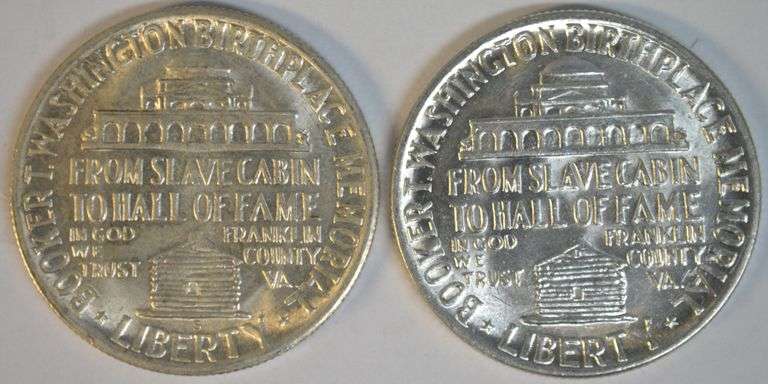 BOOKER T. WASHINGTON BIRTHPLACE MEMORIAL
FROM SLAVE CABIN
TO HALL OF FAME
IN GOD
WE
TRUST
FRANKLIN
COUNTY
VA.
S
LIBERTY
BOOKER T. WASHINGTON BIRTHPLACE MEMORIAL
FROM SLAVE CABIN
TO HALL OF FAME
IN GOD
WE
TRUST
FRANKLIN
COUNTY
VA.
LIBERT